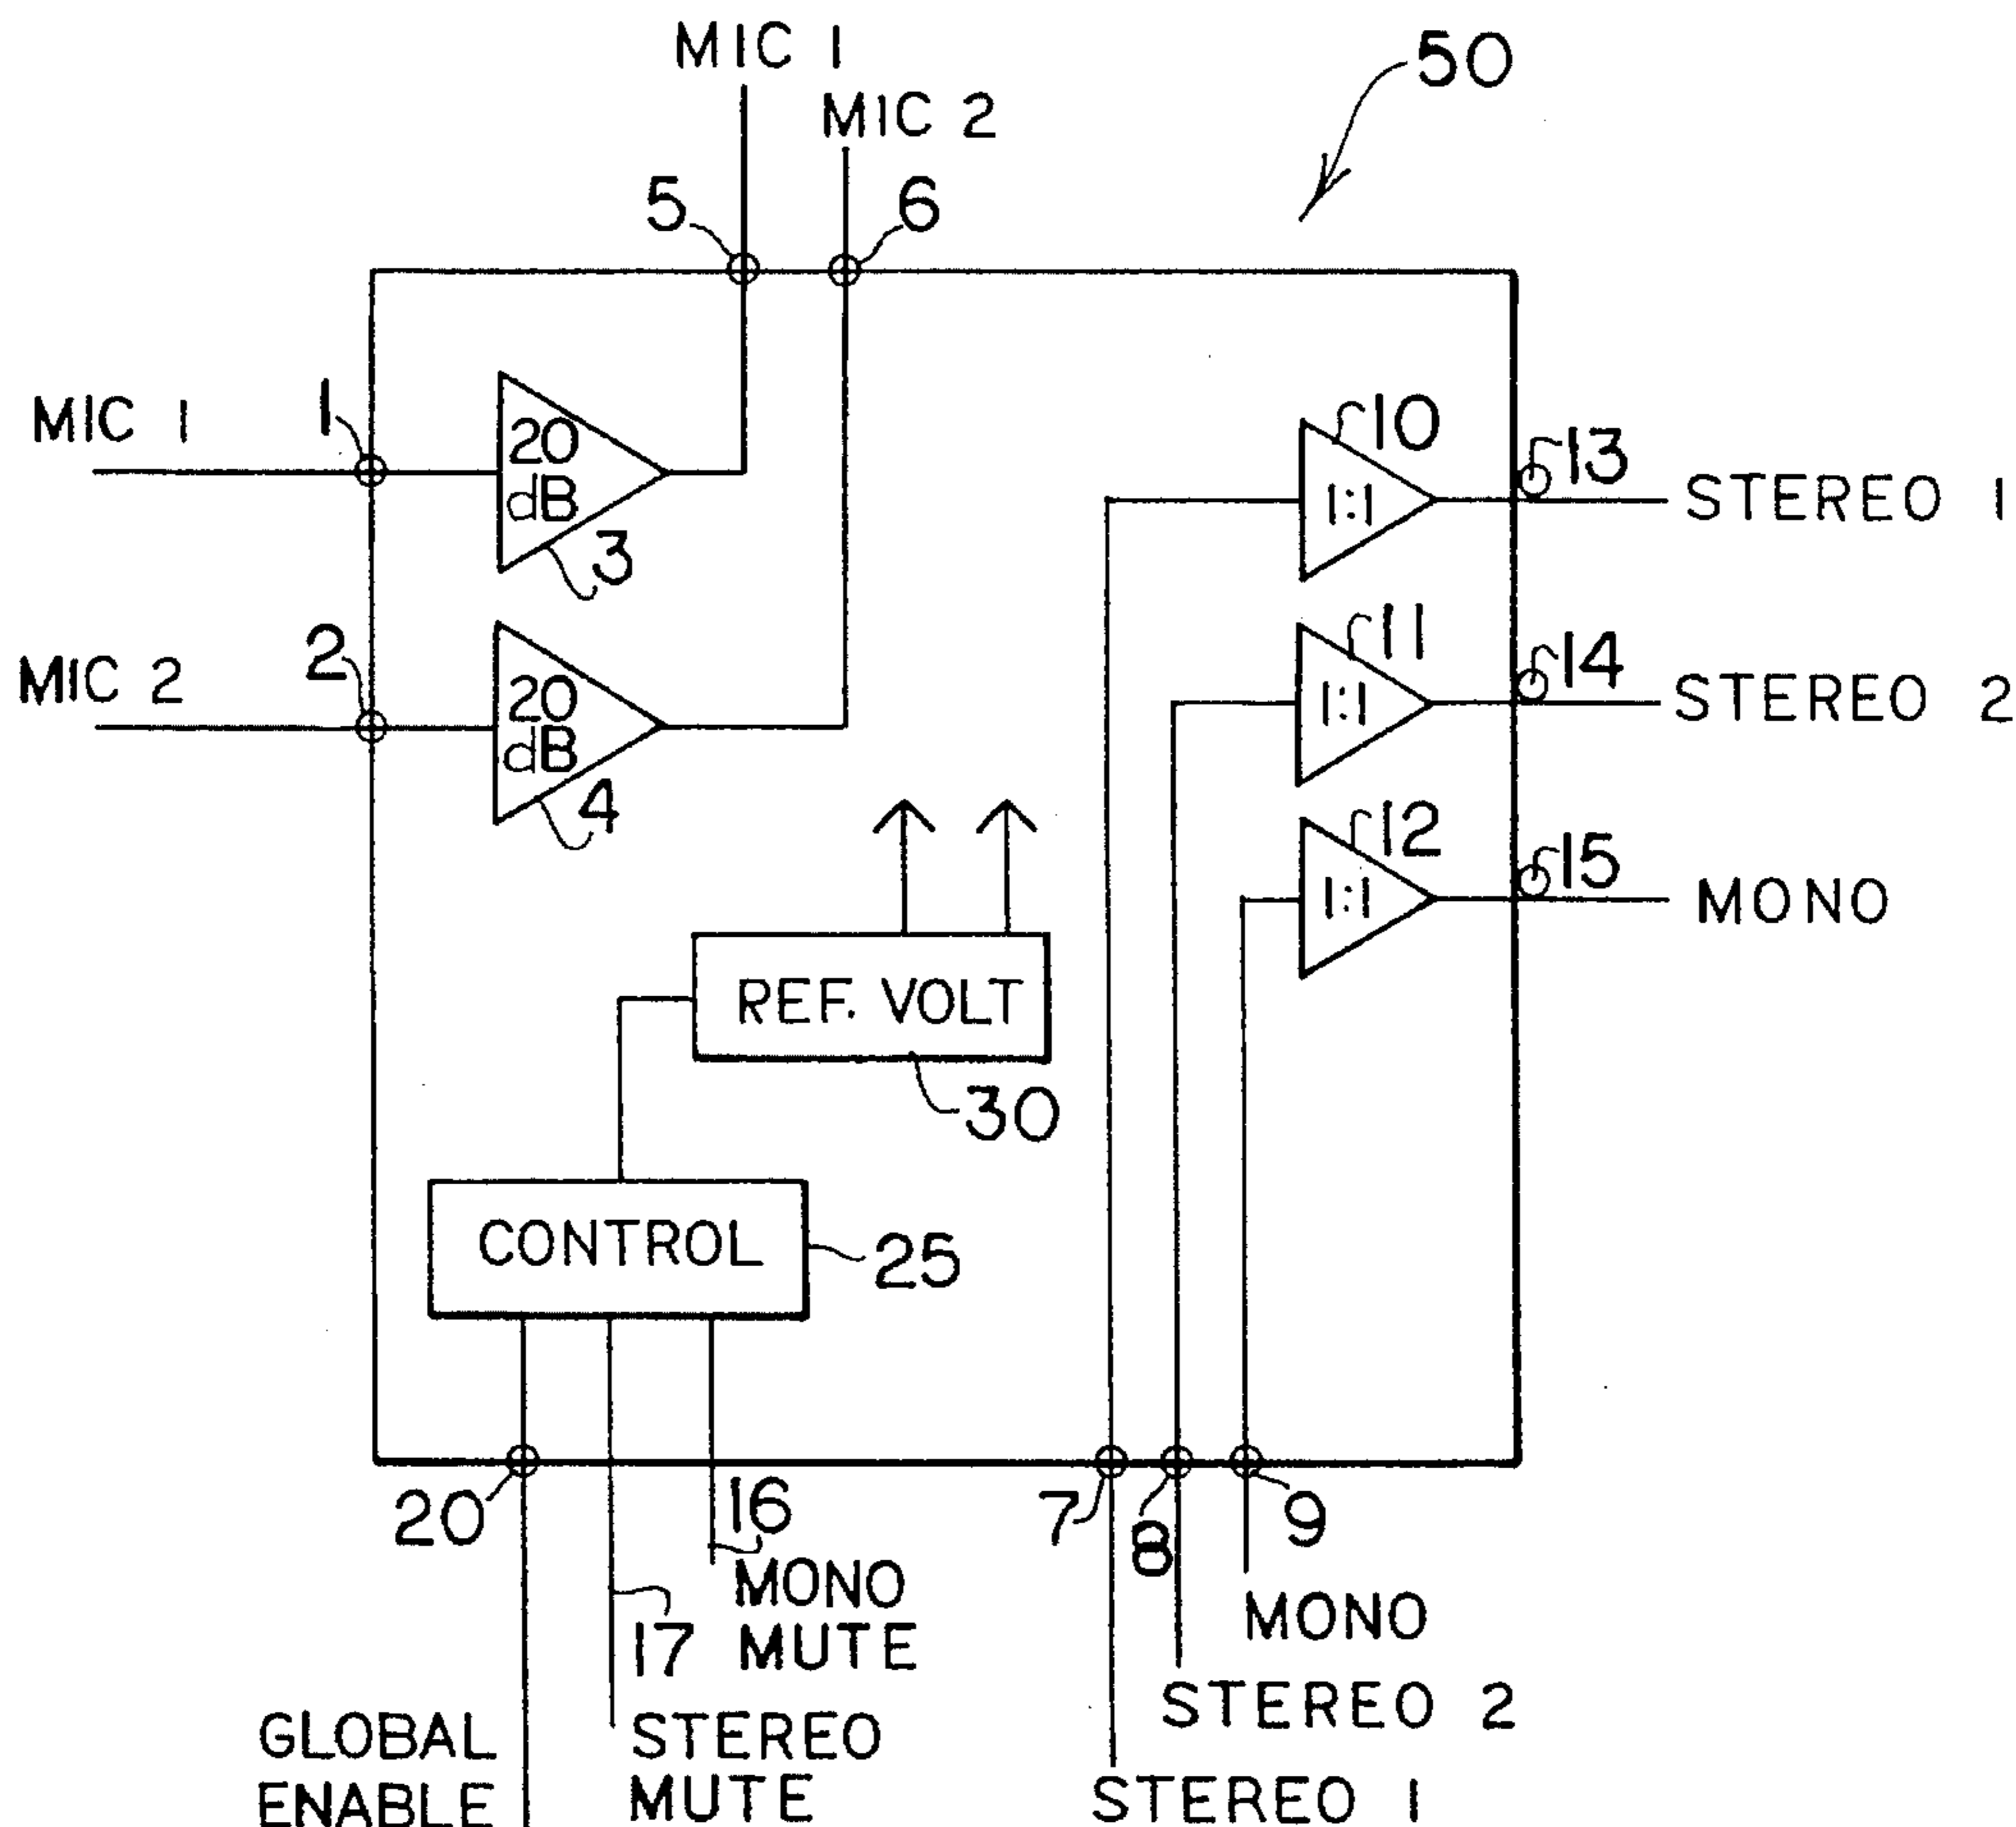 MIC 1
50
MIC 2
5
6
MIC 1
1
20
dB
3
10
1:1
13
STEREO 1
MIC 2
2
20
dB
4
11
1:1
14
STEREO 2
12
1:1
15
MONO
REF. VOLT
30
CONTROL
25
20
16
7
8
9
MONO
MUTE
17
MONO
GLOBAL
ENABLE
STEREO
MUTE
STEREO 2
STEREO 1